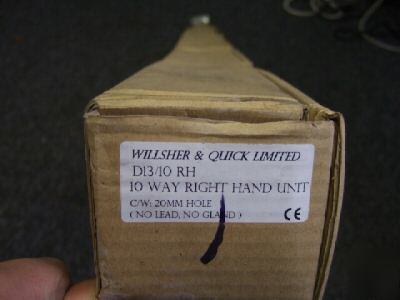 WILLSHER & QUICK LIMITED
D13/10 RH
10 WAY RIGHT HAND UNIT
C/W: 20MM HOLE
( NO LEAD, NO GLAND ) CE